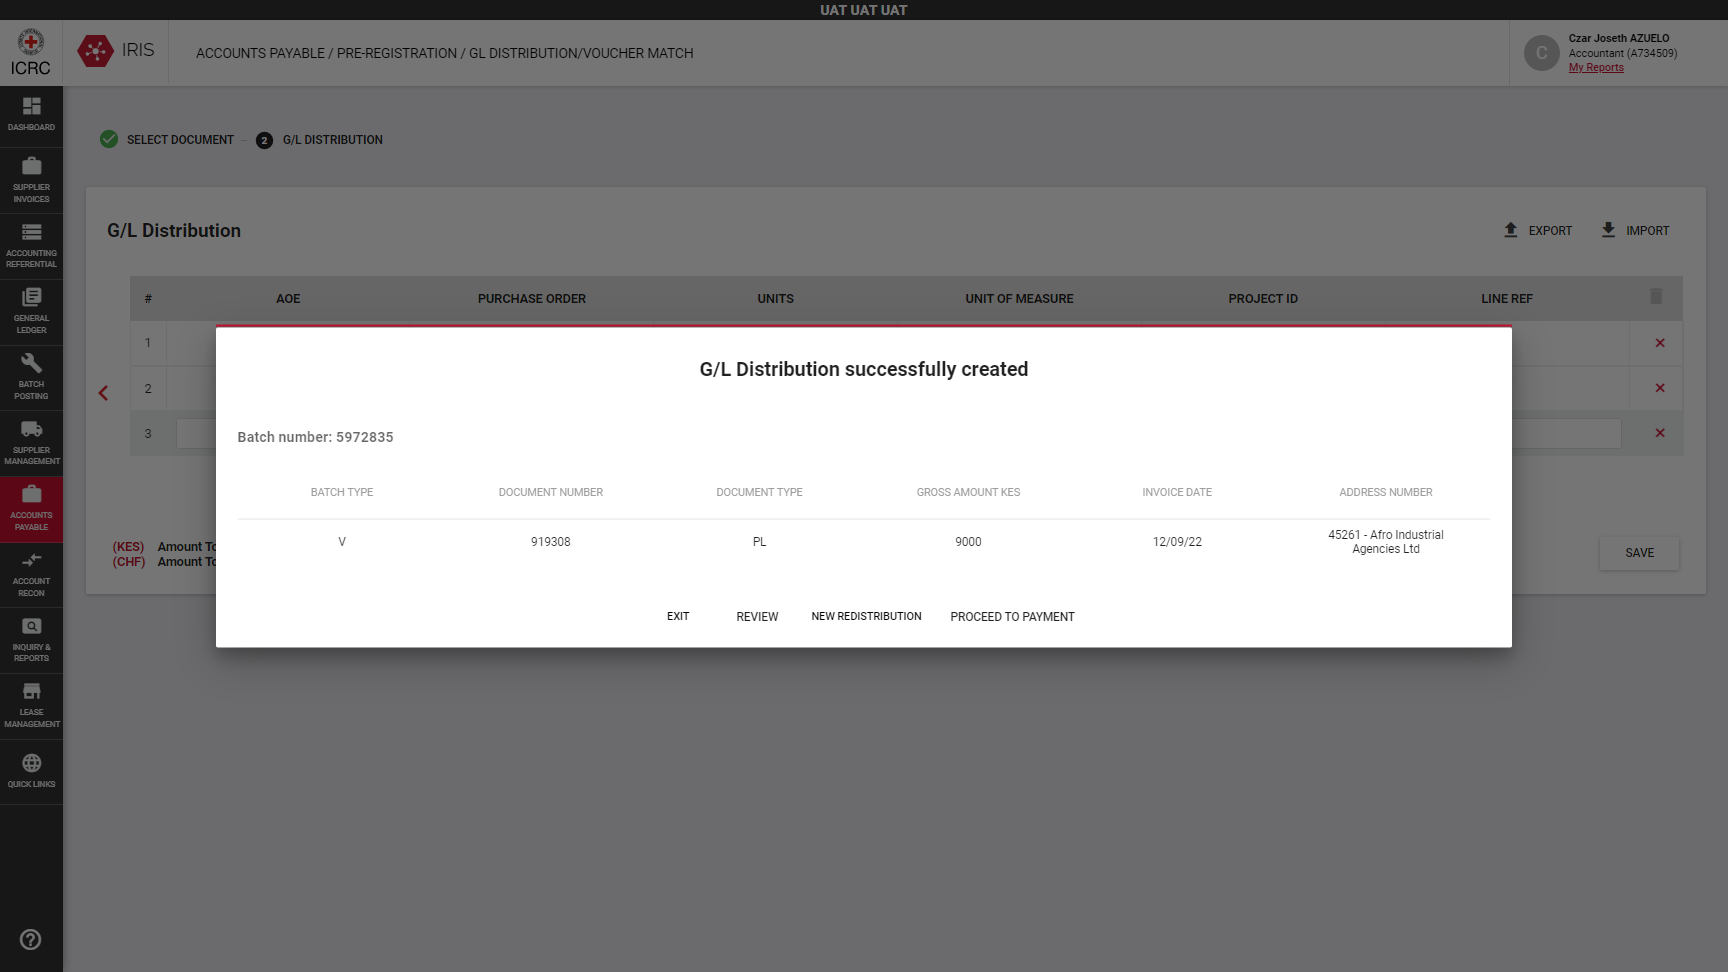 UAT UAT UAT
ICRC
IRIS
ACCOUNTS PAYABLE / PRE-REGISTRATION / GL DISTRIBUTION/VOUCHER MATCH
C
Czar Joseth AZUELO
Accountant (A734509)
My Reports
DASHBOARD
SUPPLIER
INVOICES
ACCOUNTING
REFERENTIAL
GENERAL
LEDGER
BATCH
POSTING
SUPPLIER
MANAGEMENT
ACCOUNTS
PAYABLE
ACCOUNT
RECON
INQUIRY &
REPORTS
LEASE
MANAGEMENT
QUICK LINKS
SELECT DOCUMENT
2 G/L DISTRIBUTION
G/L Distribution
EXPORT IMPORT
# AOE PURCHASE ORDER UNITS UNIT OF MEASURE PROJECT ID LINE REF
1
2
3
(KES) Amount To
(CHF) Amount To
SAVE
G/L Distribution successfully created
Batch number: 5972835
BATCH TYPE DOCUMENT NUMBER DOCUMENT TYPE GROSS AMOUNT KES INVOICE DATE ADDRESS NUMBER
V 919308 PL 9000 12/09/22 45261 - Afro Industrial
Agencies Ltd
EXIT REVIEW NEW REDISTRIBUTION PROCEED TO PAYMENT